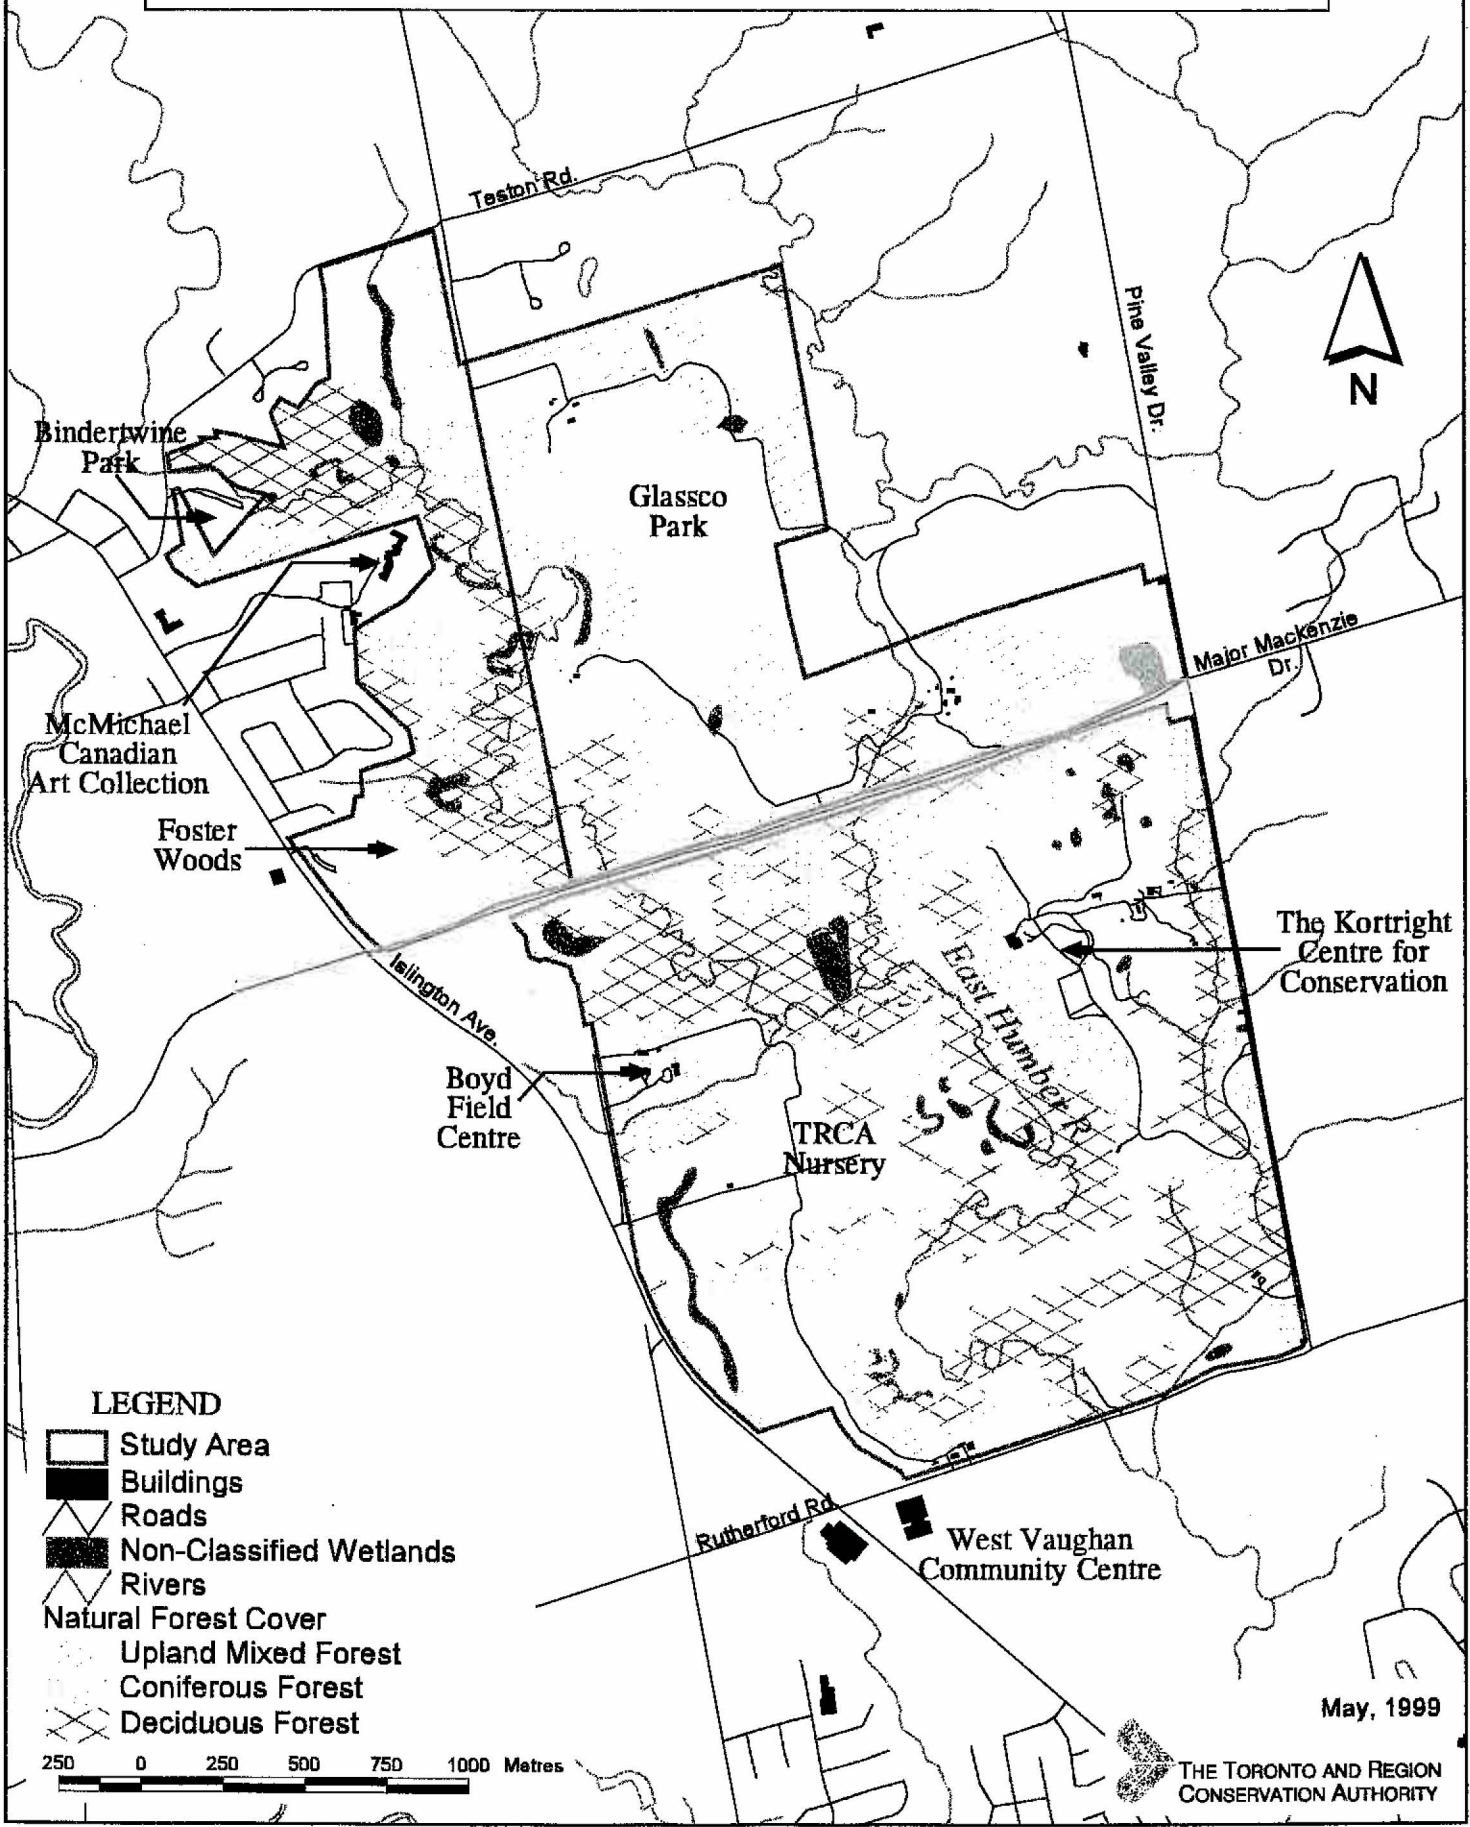 Teston Rd.
Pine Valley Dr.
N
Bindertwine
Park
Glassco
Park
Major Mackenzie
Dr.
McMichael
Canadian
Art Collection
Foster
Woods
The Kortright
Centre for
Conservation
Islington Ave.
East Humber R.
Boyd
Field
Centre
TRCA
Nursery
LEGEND
Study Area
Buildings
Roads
Non-Classified Wetlands
Rivers
Natural Forest Cover
Upland Mixed Forest
Coniferous Forest
Deciduous Forest
Rutherford Rd.
West Vaughan
Community Centre
May, 1999
250 0 250 500 750 1000 Metres
THE TORONTO AND REGION
CONSERVATION AUTHORITY